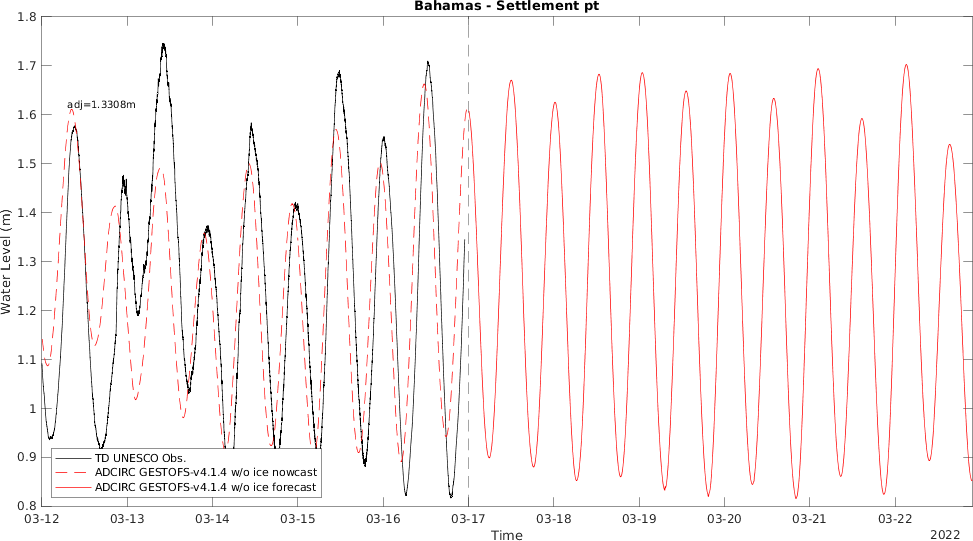 Bahamas - Settlement pt
1.8
1.7
1.6
1.5
1.4
1.3
1.2
1.1
1
0.9
0.8
Water Level (m)
adj=1.3308m
TD UNESCO Obs.
ADCIRC GESTOFS-v4.1.4 w/o ice nowcast
ADCIRC GESTOFS-v4.1.4 w/o ice forecast
03-12 03-13 03-14 03-15 03-16 03-17 03-18 03-19 03-20 03-21 03-22
Time
2022